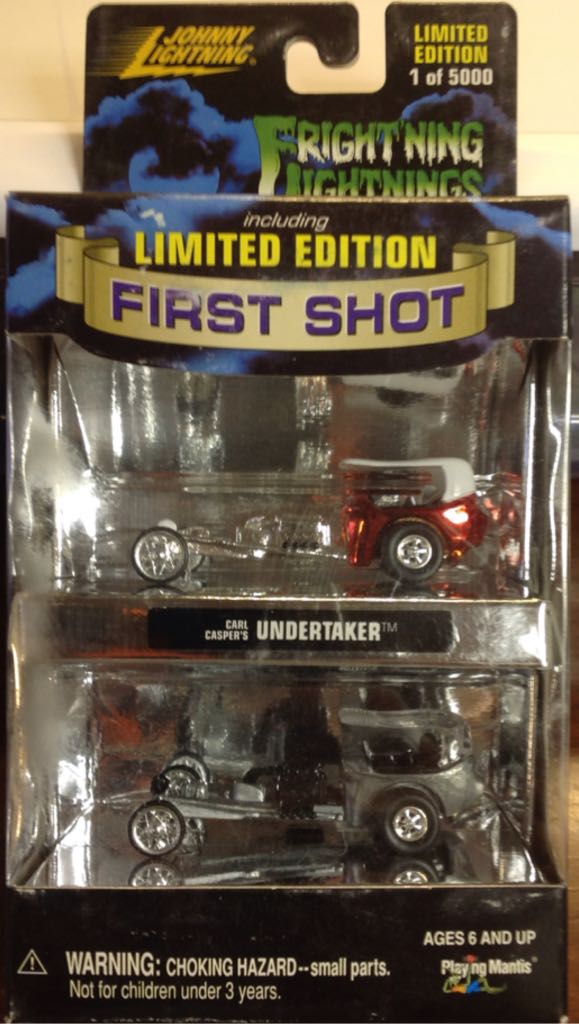 JOHNNY
LIGHTNING
LIMITED
EDITION
1 of 5000
FRIGHT'NING
LIGHTNINGS
including
LIMITED EDITION
FIRST SHOT
CARL
CASPER'S UNDERTAKER™
AGES 6 AND UP
WARNING: CHOKING HAZARD--small parts.
Not for children under 3 years.
Playing Mantis®